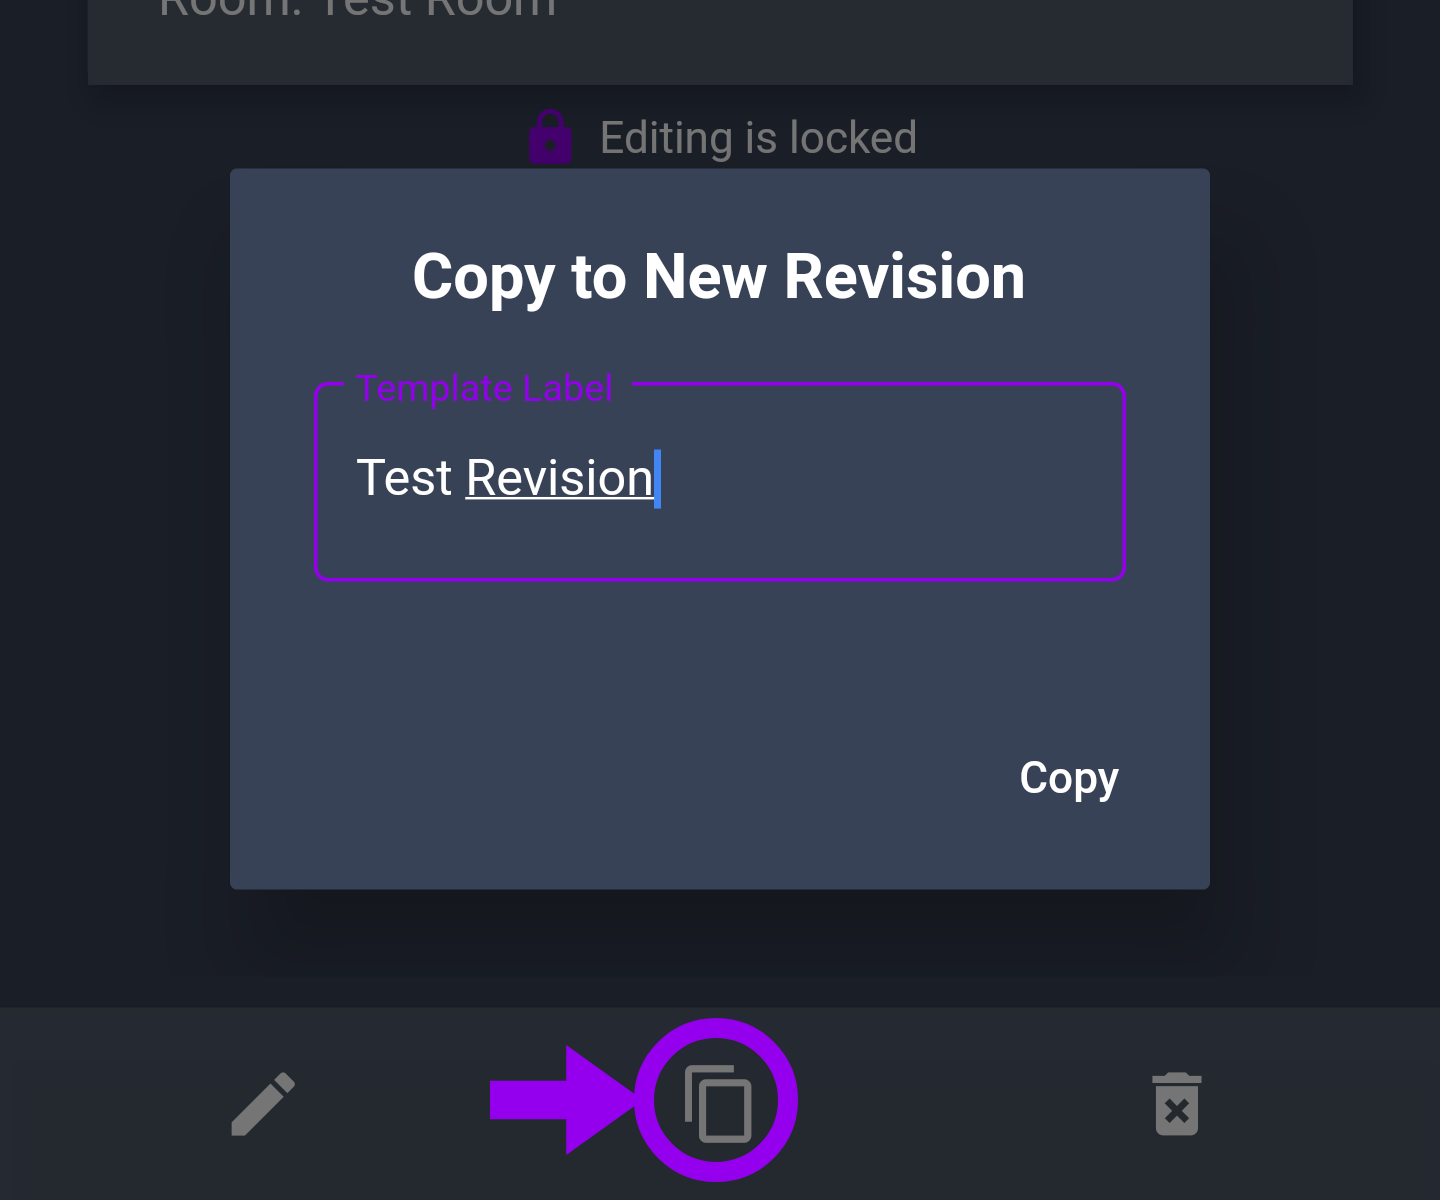 Room: Test Room
Editing is locked
Copy to New Revision
Template Label
Test Revision
Copy